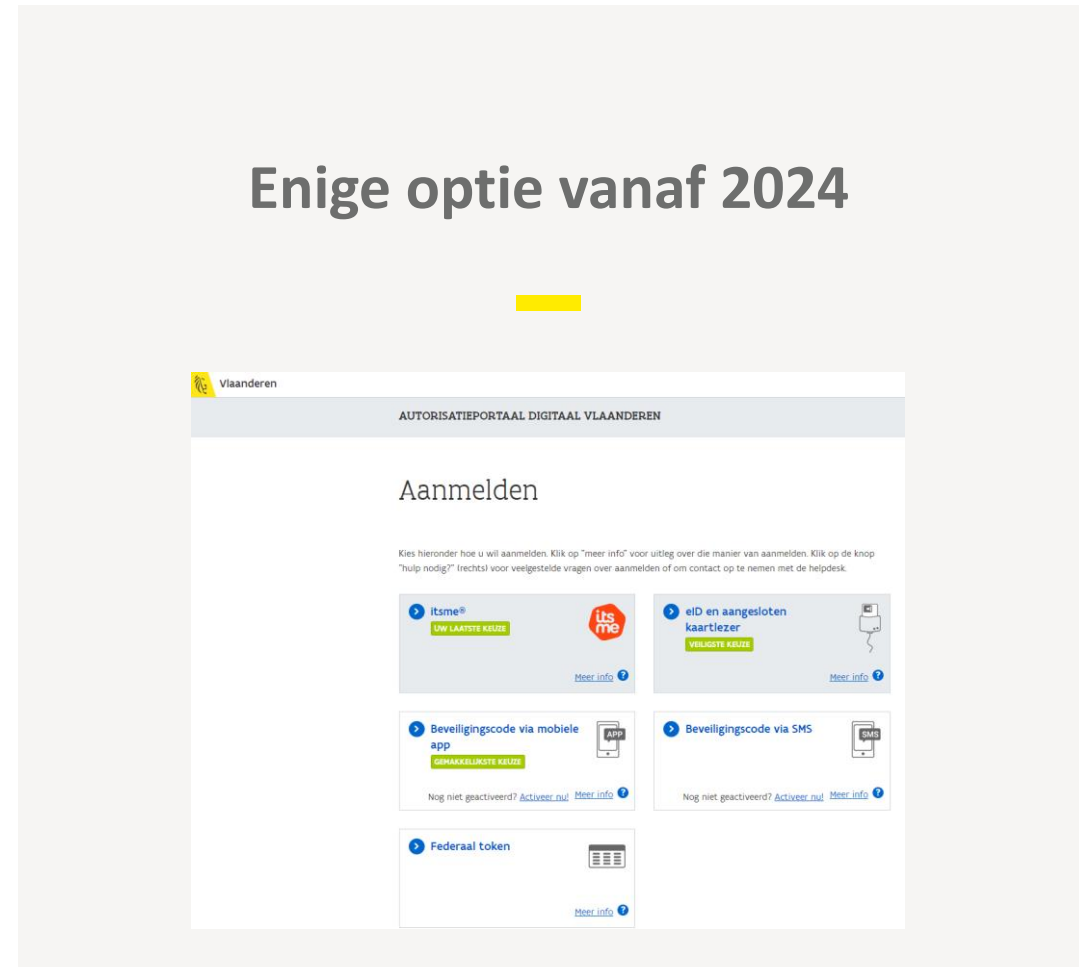 Enige optie vanaf 2024
Vlaanderen
AUTORISATIEPORTAAL DIGITAAL VLAANDEREN
Aanmelden
Kies hieronder hoe u wil aanmelden. Klik op "meer info" voor uitleg over die manier van aanmelden. Klik op de knop
"hulp nodig?" (rechts) voor veelgestelde vragen over aanmelden of om contact op te nemen met de helpdesk.
itsme®
UW LAATSTE KEUZE
its
me
Meer info ?
eID en aangesloten
kaartlezer
VEILIGSTE KEUZE
Meer info ?
Beveiligingscode via mobiele
app
GEMAKKELIJKSTE KEUZE
APP
Nog niet geactiveerd? Activeer nu! Meer info ?
Beveiligingscode via SMS
SMS
Nog niet geactiveerd? Activeer nu! Meer info ?
Federaal token
Meer info ?